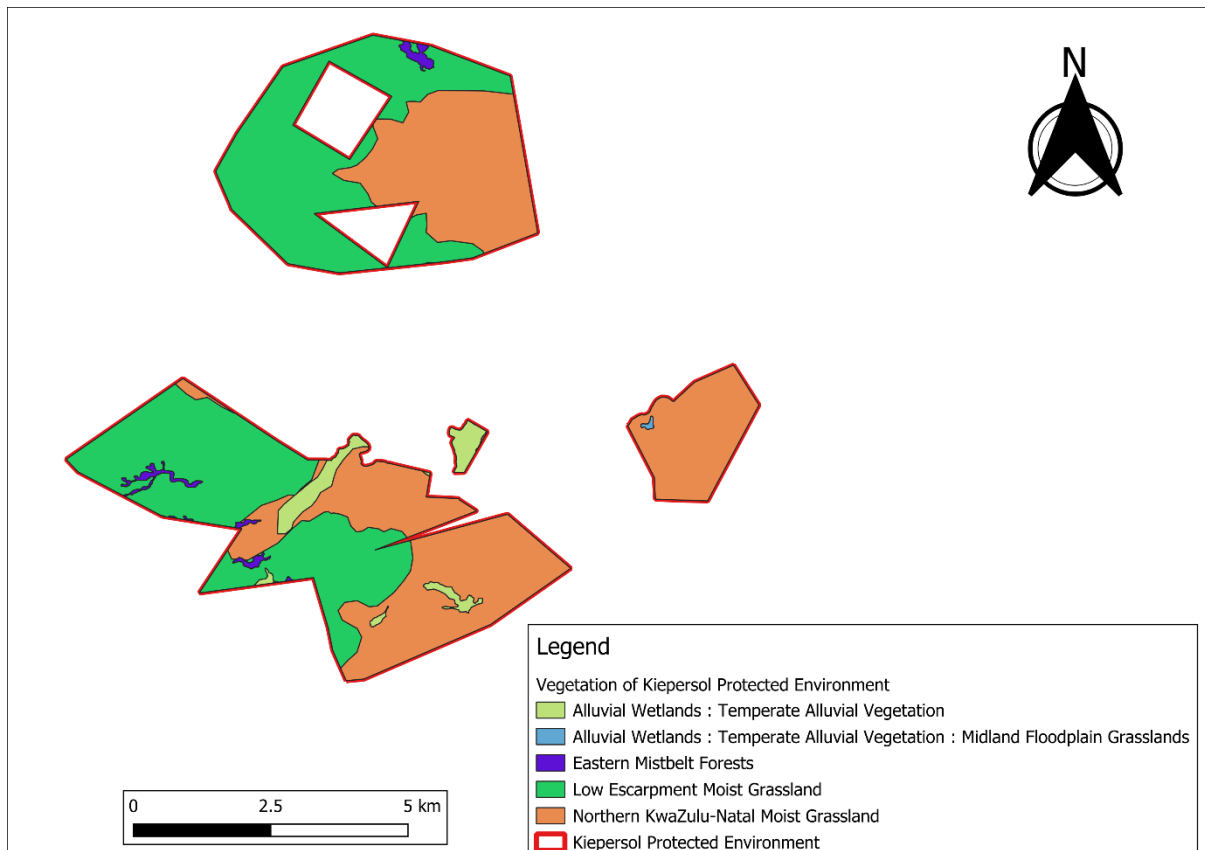 N
Legend
Vegetation of Kiepersol Protected Environment
Alluvial Wetlands : Temperate Alluvial Vegetation
Alluvial Wetlands : Temperate Alluvial Vegetation : Midland Floodplain Grasslands
Eastern Mistbelt Forests
Low Escarpment Moist Grassland
Northern KwaZulu-Natal Moist Grassland
Kiepersol Protected Environment
0 2.5 5 km